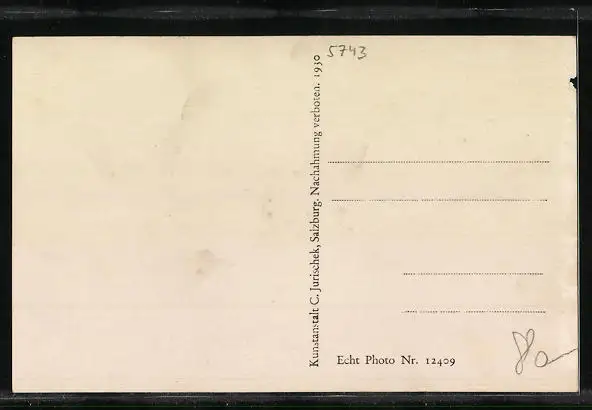 5743
Kunstanstalt C. Jurischek, Salzburg. Nachahmung verboten. 1930
Echt Photo Nr. 12409